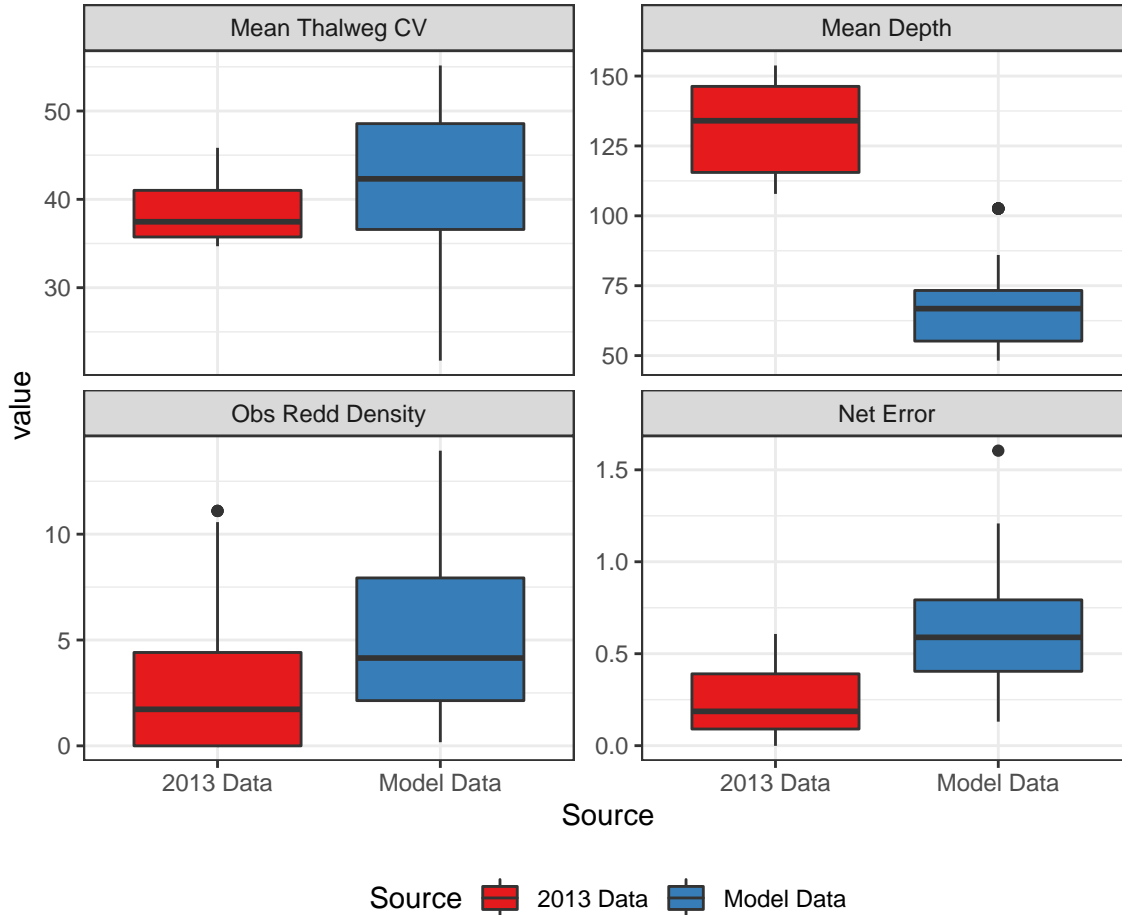 Mean Thalweg CV
Mean Depth
50
40
30
150
125
100
75
50
value
Obs Redd Density
Net Error
10
5
0
1.5
1.0
0.5
0.0
2013 Data
Model Data
2013 Data
Model Data
Source
Source 2013 Data Model Data